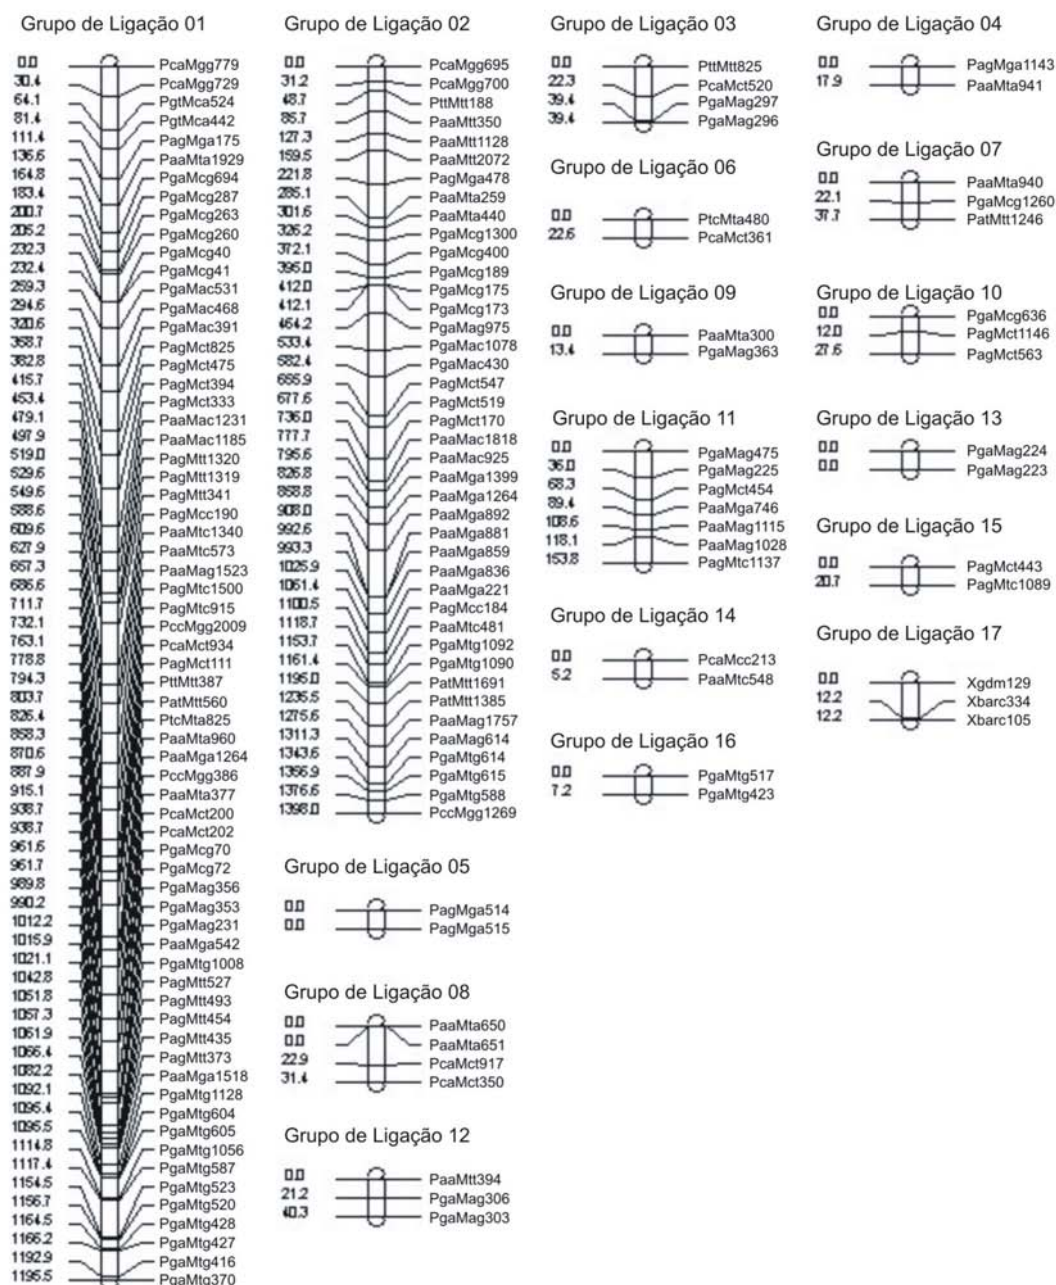 Grupo de Ligação 01
0.0 PcaMgg779
30.4 PcaMgg729
64.1 PgtMca524
81.4 PgtMca442
111.4 PagMga175
136.6 PaaMta1929
164.8 PgaMcg694
183.4 PgaMcg287
200.7 PgaMcg263
205.2 PgaMcg260
232.3 PgaMcg40
232.4 PgaMcg41
259.3 PgaMac531
294.6 PgaMac468
320.6 PgaMac391
358.7 PagMct825
382.8 PagMct475
415.7 PagMct394
453.4 PagMct333
479.1 PaaMac1231
497.9 PaaMac1185
519.0 PagMtt1320
529.6 PagMtt1319
549.6 PagMtt341
588.6 PagMcc190
609.6 PaaMtc1340
627.9 PaaMtc573
657.3 PaaMag1523
686.6 PagMtc1500
711.7 PagMtc915
732.1 PccMgg2009
763.1 PcaMct934
778.8 PagMct111
794.3 PttMtt387
803.7 PatMtt560
826.4 PtcMta825
858.3 PaaMta960
870.6 PaaMga1264
887.9 PccMgg386
915.1 PaaMta377
938.7 PcaMct200
938.7 PcaMct202
961.6 PgaMcg70
961.7 PgaMcg72
989.8 PgaMag356
990.2 PgaMag353
1012.2 PgaMag231
1015.9 PaaMga542
1021.1 PgaMtg1008
1042.8 PagMtt527
1051.8 PagMtt493
1057.3 PagMtt454
1061.9 PagMtt435
1066.4 PagMtt373
1082.2 PaaMga1518
1092.1 PgaMtg1128
1095.4 PgaMtg604
1095.5 PgaMtg605
1114.8 PgaMtg1056
1117.4 PgaMtg587
1154.5 PgaMtg523
1156.7 PgaMtg520
1164.5 PgaMtg428
1166.2 PgaMtg427
1192.9 PgaMtg416
1195.5 PgaMtg370
Grupo de Ligação 02
0.0 PcaMgg695
31.2 PcaMgg700
48.7 PttMtt188
85.7 PaaMtt350
127.3 PaaMtt1128
159.5 PaaMtt2072
221.8 PagMga478
285.1 PaaMta259
301.6 PaaMta440
326.2 PgaMcg1300
372.1 PgaMcg400
395.0 PgaMcg189
412.0 PgaMcg175
412.1 PgaMcg173
464.2 PgaMag975
533.4 PgaMac1078
582.4 PgaMac430
655.9 PagMct547
677.6 PagMct519
736.0 PagMct170
777.7 PaaMac1818
795.6 PaaMac925
826.8 PaaMga1399
858.8 PaaMga1264
908.0 PaaMga892
992.6 PaaMga881
993.3 PaaMga859
1025.9 PaaMga836
1061.4 PaaMga221
1100.5 PagMcc184
1118.7 PaaMtc481
1153.7 PgaMtg1092
1161.4 PgaMtg1090
1195.0 PatMtt1691
1236.5 PatMtt1385
1275.6 PaaMag1757
1311.3 PaaMag614
1343.6 PgaMtg614
1356.9 PgaMtg615
1376.6 PgaMtg588
1398.0 PccMgg1269
Grupo de Ligação 05
0.0 PagMga514
0.0 PagMga515
Grupo de Ligação 08
0.0 PaaMta650
0.0 PaaMta651
22.9 PcaMct917
31.4 PcaMct350
Grupo de Ligação 12
0.0 PaaMtt394
21.2 PgaMag306
40.3 PgaMag303
Grupo de Ligação 03
0.0 PttMtt825
22.3 PcaMct520
39.4 PgaMag297
39.4 PgaMag296
Grupo de Ligação 06
0.0 PtcMta480
22.6 PcaMct361
Grupo de Ligação 09
0.0 PaaMta300
13.4 PgaMag363
Grupo de Ligação 11
0.0 PgaMag475
36.0 PgaMag225
68.3 PagMct454
89.4 PaaMga746
108.6 PaaMag1115
118.1 PaaMag1028
153.8 PagMtc1137
Grupo de Ligação 14
0.0 PcaMcc213
5.2 PaaMtc548
Grupo de Ligação 16
0.0 PgaMtg517
7.2 PgaMtg423
Grupo de Ligação 04
0.0 PagMga1143
17.9 PaaMta941
Grupo de Ligação 07
0.0 PaaMta940
22.1 PgaMcg1260
37.7 PatMtt1246
Grupo de Ligação 10
0.0 PgaMcg636
12.0 PagMct1146
27.6 PagMct563
Grupo de Ligação 13
0.0 PgaMag224
0.0 PgaMag223
Grupo de Ligação 15
0.0 PagMct443
20.7 PagMtc1089
Grupo de Ligação 17
0.0 Xgdm129
12.2 Xbarc334
12.2 Xbarc105